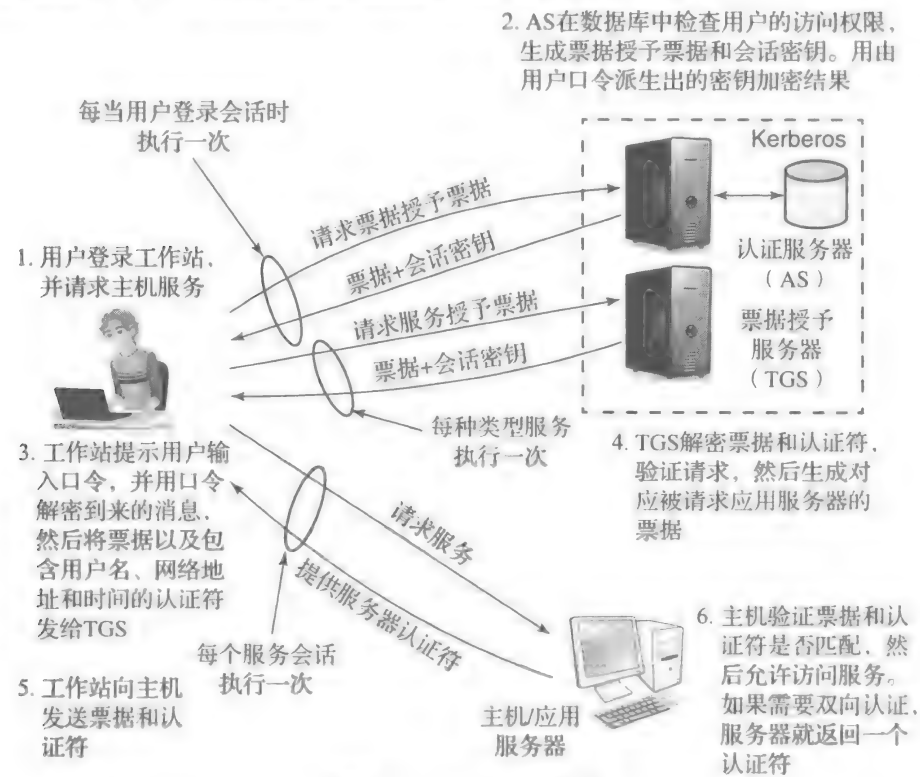 2. AS在数据库中检查用户的访问权限,
生成票据授予票据和会话密钥。用由
用户口令派生出的密钥加密结果
每当用户登录会话时
执行一次
Kerberos
请求票据授予票据
票据+会话密钥
认证服务器
(AS)
1. 用户登录工作站,
并请求主机服务
请求服务授予票据
票据+会话密钥
票据授予
服务器
(TGS)
每种类型服务
执行一次
3. 工作站提示用户输
入口令,并用口令
解密到来的消息,
然后将票据以及包
含用户名、网络地
址和时间的认证符
发给TGS
4. TGS解密票据和认证符,
验证请求,然后生成对
应被请求应用服务器的
票据
请求服务
提供服务器认证符
每个服务会话
执行一次
5. 工作站向主机
发送票据和认
证符
主机/应用
服务器
6. 主机验证票据和认
证符是否匹配,然
后允许访问服务。
如果需要双向认证,
服务器就返回一个
认证符